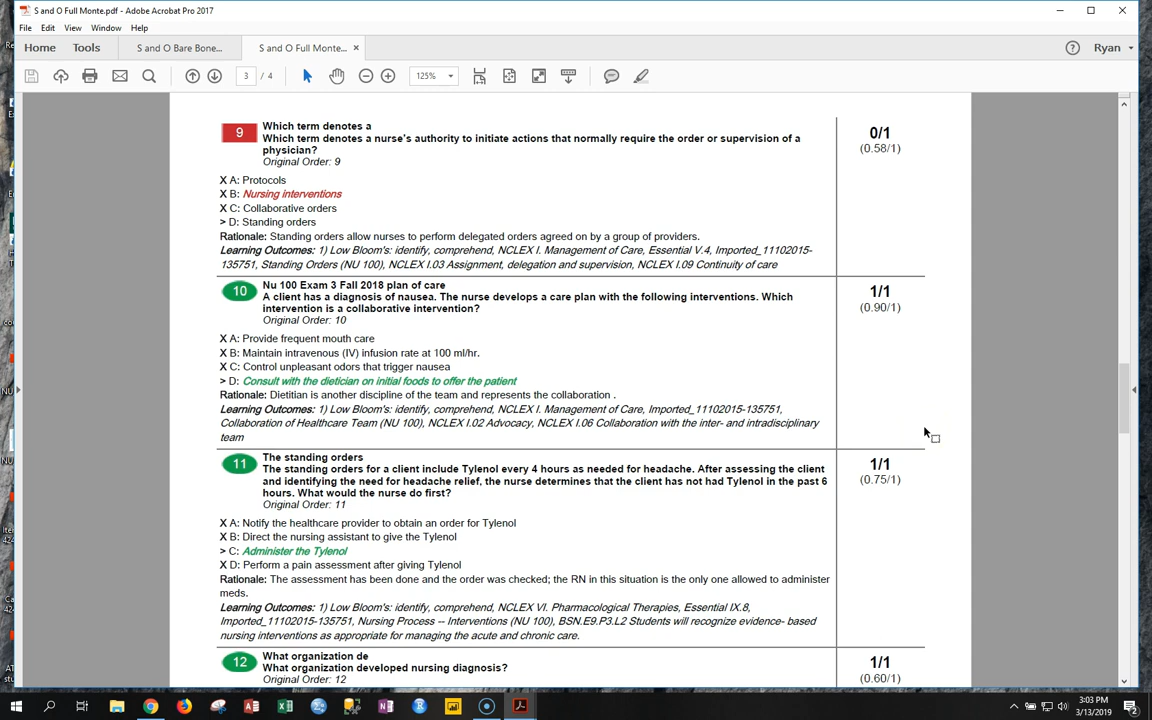 S and O Full Monte.pdf - Adobe Acrobat Pro 2017
File Edit View Window Help
Home Tools S and O Bare Bone... S and O Full Monte... ×
3 / 4 125% Ryan
9 Which term denotes a 0/1
Which term denotes a nurse's authority to initiate actions that normally require the order or supervision of a (0.58/1)
physician?
Original Order: 9
X A: Protocols
X B: Nursing interventions
X C: Collaborative orders
> D: Standing orders
Rationale: Standing orders allow nurses to perform delegated orders agreed on by a group of providers.
Learning Outcomes: 1) Low Bloom's: identify, comprehend, NCLEX I. Management of Care, Essential V.4, Imported_11102015-
135751, Standing Orders (NU 100), NCLEX I.03 Assignment, delegation and supervision, NCLEX I.09 Continuity of care
10 Nu 100 Exam 3 Fall 2018 plan of care 1/1
A client has a diagnosis of nausea. The nurse develops a care plan with the following interventions. Which (0.90/1)
intervention is a collaborative intervention?
Original Order: 10
X A: Provide frequent mouth care
X B: Maintain intravenous (IV) infusion rate at 100 ml/hr.
X C: Control unpleasant odors that trigger nausea
> D: Consult with the dietician on initial foods to offer the patient
Rationale: Dietitian is another discipline of the team and represents the collaboration .
Learning Outcomes: 1) Low Bloom's: identify, comprehend, NCLEX I. Management of Care, Imported_11102015-135751,
Collaboration of Healthcare Team (NU 100), NCLEX I.02 Advocacy, NCLEX I.06 Collaboration with the inter- and intradisciplinary
team
11 The standing orders 1/1
The standing orders for a client include Tylenol every 4 hours as needed for headache. After assessing the client (0.75/1)
and identifying the need for headache relief, the nurse determines that the client has not had Tylenol in the past 6
hours. What would the nurse do first?
Original Order: 11
X A: Notify the healthcare provider to obtain an order for Tylenol
X B: Direct the nursing assistant to give the Tylenol
> C: Administer the Tylenol
X D: Perform a pain assessment after giving Tylenol
Rationale: The assessment has been done and the order was checked; the RN in this situation is the only one allowed to administer
meds.
Learning Outcomes: 1) Low Bloom's: identify, comprehend, NCLEX VI. Pharmacological Therapies, Essential IX.8,
Imported_11102015-135751, Nursing Process -- Interventions (NU 100), BSN.E9.P3.L2 Students will recognize evidence- based
nursing interventions as appropriate for managing the acute and chronic care.
12 What organization de 1/1
What organization developed nursing diagnosis? (0.60/1)
Original Order: 12
3:03 PM
3/13/2019